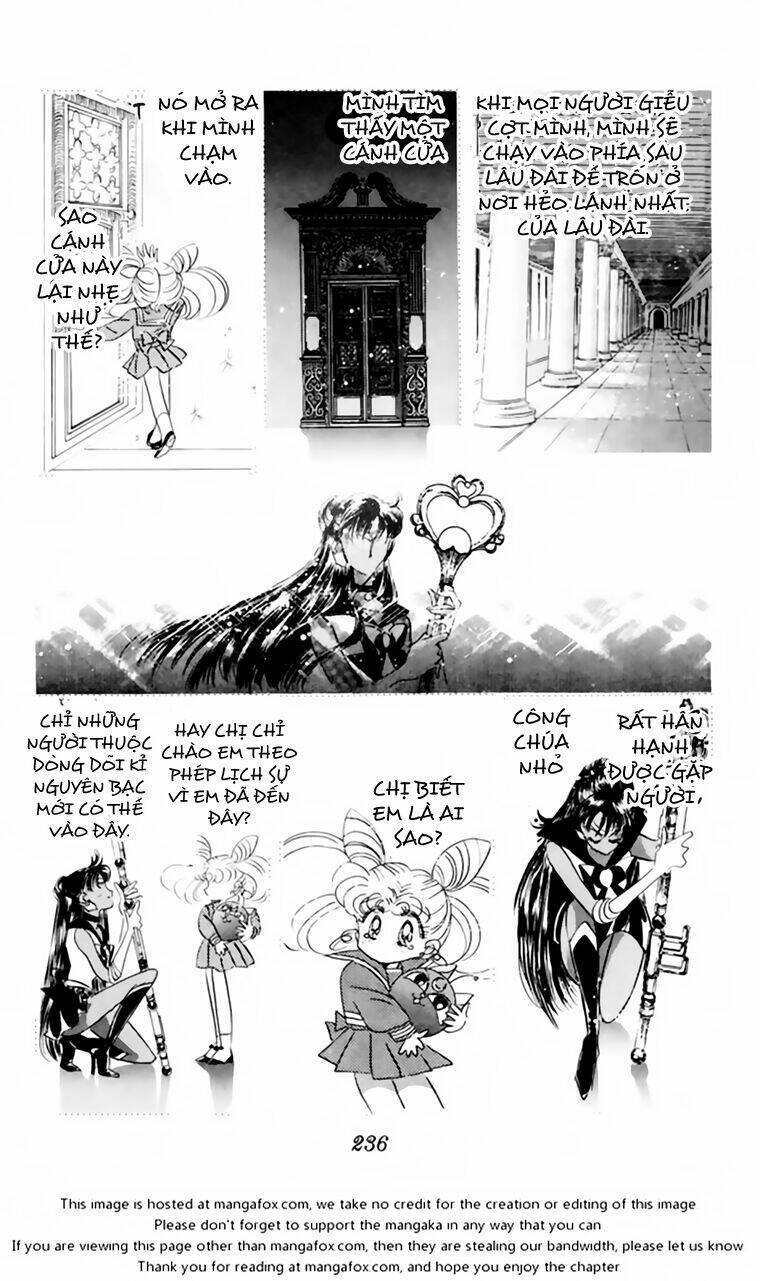 KHI MỌI NGƯỜI GIỄU
CỢT MÌNH, MÌNH SẼ
CHẠY VÀO PHÍA SAU
LÂU ĐÀI ĐỂ TRỐN Ở
NƠI HẺO LÁNH NHẤT
CỦA LÂU ĐÀI.
MÌNH TÌM
THẤY MỘT
CÁNH CỬA
NÓ MỞ RA
KHI MÌNH
CHẠM
VÀO.
SAO
CÁNH
CỬA NÀY
LẠI NHẸ
NHƯ
THẾ?
RẤT HÂN
HẠNH
ĐƯỢC GẶP
NGƯỜI,
CÔNG
CHÚA
NHỎ
CHỊ BIẾT
EM LÀ AI
SAO?
HAY CHỊ CHỈ
CHÀO EM THEO
PHÉP LỊCH SỰ
VÌ EM ĐÃ ĐẾN
ĐÂY?
CHỈ NHỮNG
NGƯỜI THUỘC
DÒNG DÕI KỈ
NGUYÊN BẠC
MỚI CÓ THỂ
VÀO ĐÂY.
236
This image is hosted at mangafox.com, we take no credit for the creation or editing of this image
Please don't forget to support the mangaka in any way that you can
If you are viewing this page other than mangafox.com, then they are stealing our bandwidth, please let us know
Thank you for reading at mangafox.com, and hope you enjoy the chapter